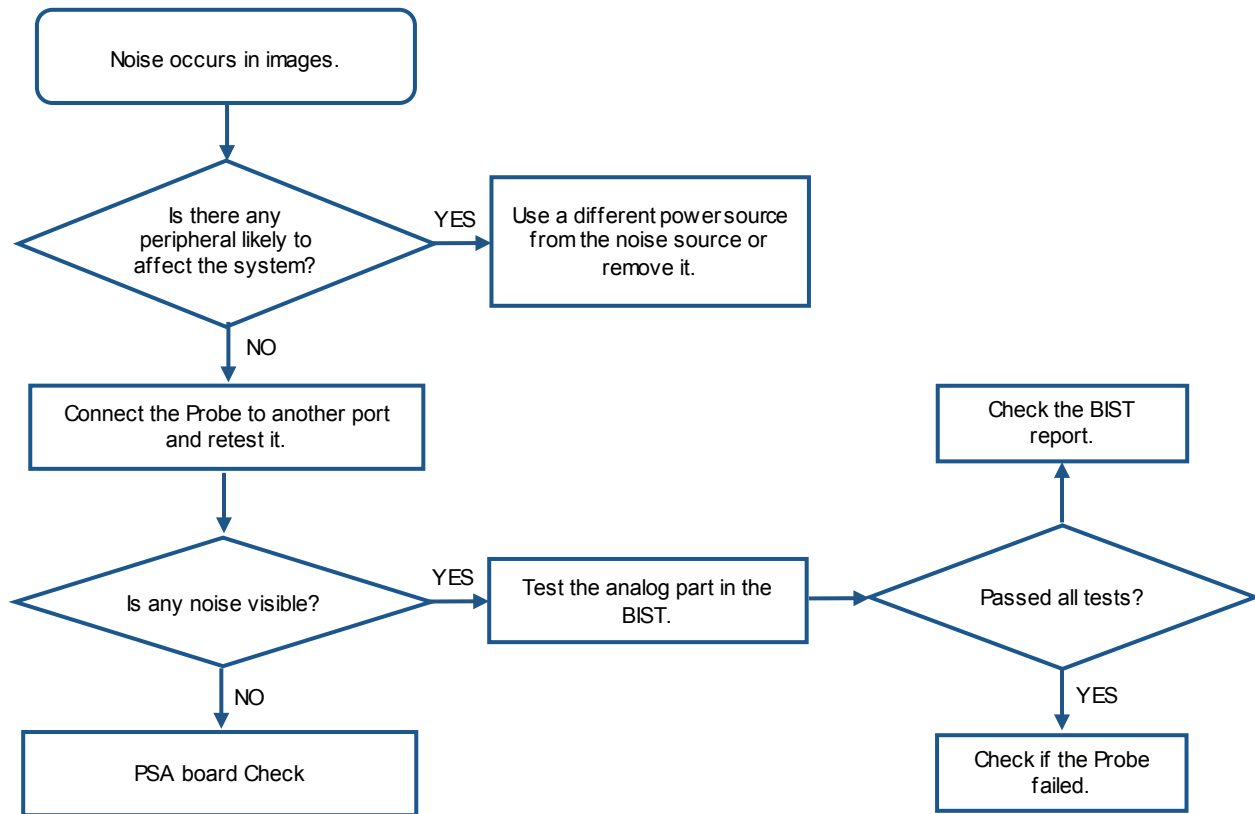 Noise occurs in images.
Is there any
peripheral likely to
affect the system?
YES
Use a different power source
from the noise source or
remove it.
NO
Connect the Probe to another port
and retest it.
Check the BIST
report.
Is any noise visible?
YES
Test the analog part in the
BIST.
Passed all tests?
NO
YES
PSA board Check
Check if the Probe
failed.